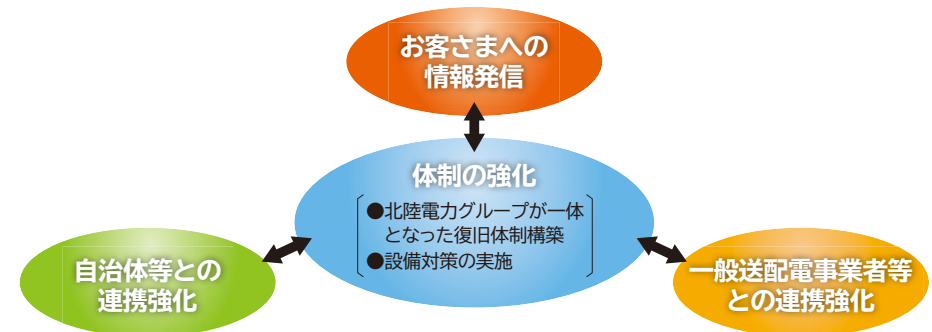 お客さまへの
情報発信
体制の強化
●北陸電力グループが一体
となった復旧体制構築
●設備対策の実施
自治体等との
連携強化
一般送配電事業者等
との連携強化